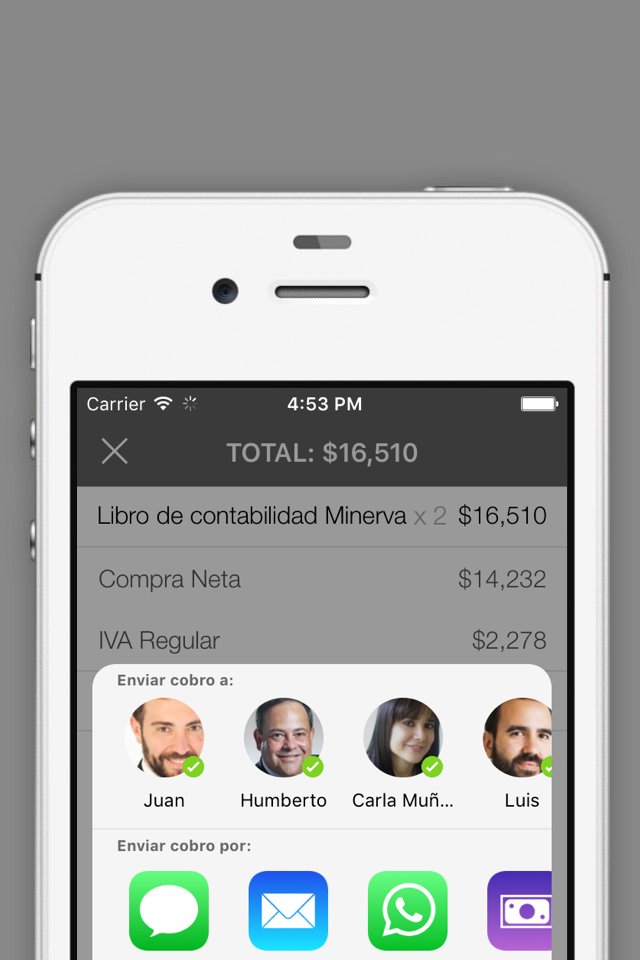 Carrier 4:53 PM
TOTAL: $16,510
Libro de contabilidad Minerva x 2 $16,510
Compra Neta $14,232
IVA Regular $2,278
Enviar cobro a:
Juan Humberto Carla Muñ... Luis
Enviar cobro por: